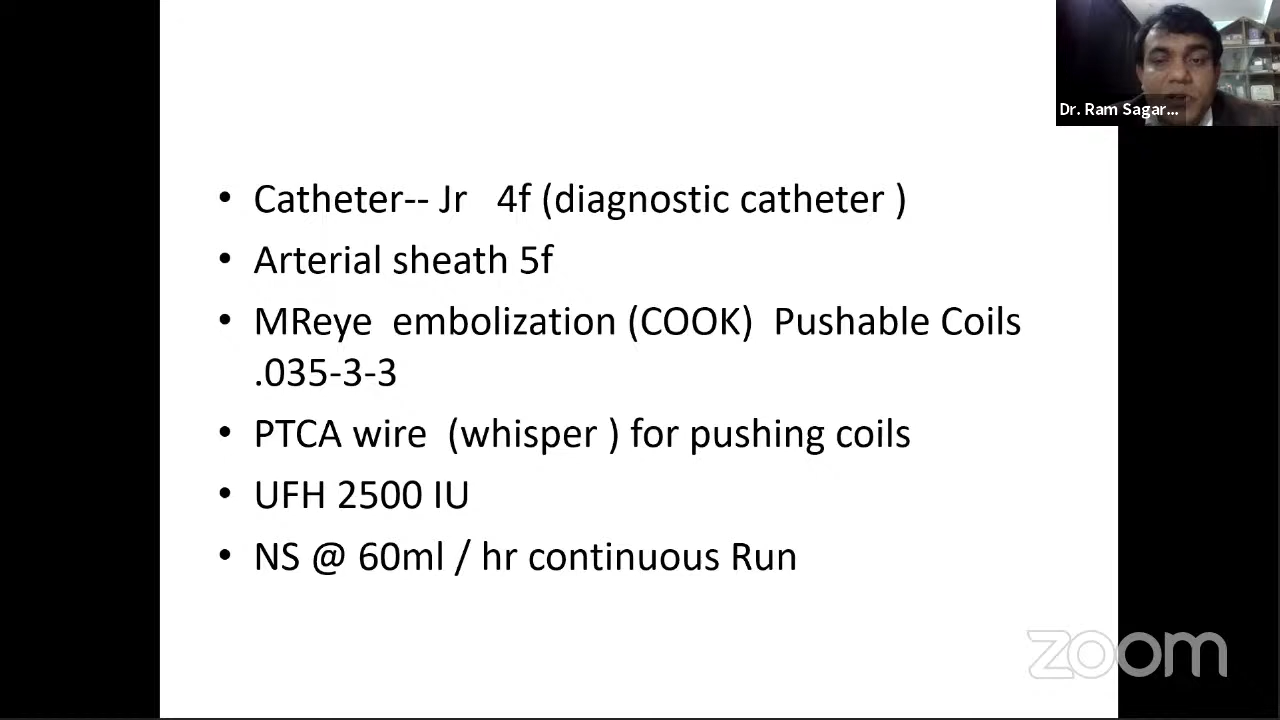 Dr. Ram Sagar...
• Catheter-- Jr 4f (diagnostic catheter )
• Arterial sheath 5f
• MReye embolization (COOK) Pushable Coils
.035-3-3
• PTCA wire (whisper ) for pushing coils
• UFH 2500 IU
• NS @ 60ml / hr continuous Run
zoom